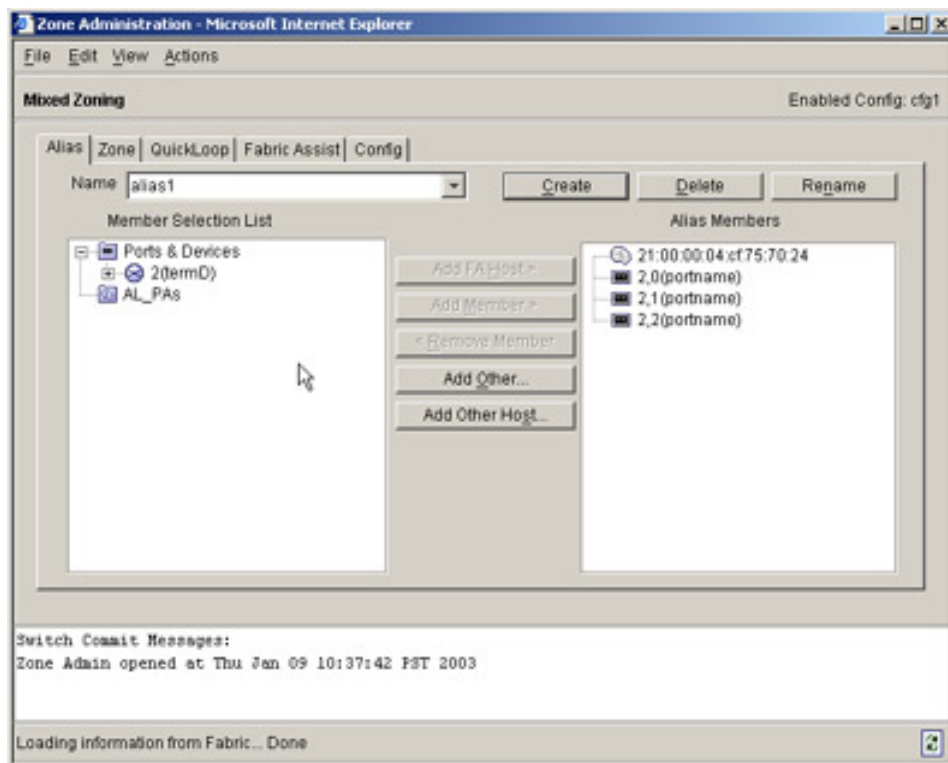 Zone Administration - Microsoft Internet Explorer
File Edit View Actions
Mixed Zoning
Enabled Config: cfg1
Alias Zone QuickLoop Fabric Assist Config
Name alias1 Create Delete Rename
Member Selection List
Alias Members
Ports & Devices
2(termD)
AL_PAs
Add FA Host >
Add Member >
< Remove Member
Add Other...
Add Other Host...
21:00:00:04:cf:75:70:24
2,0(portname)
2,1(portname)
2,2(portname)
Switch Commit Messages:
Zone Admin opened at Thu Jan 09 10:37:42 PST 2003
Loading information from Fabric... Done